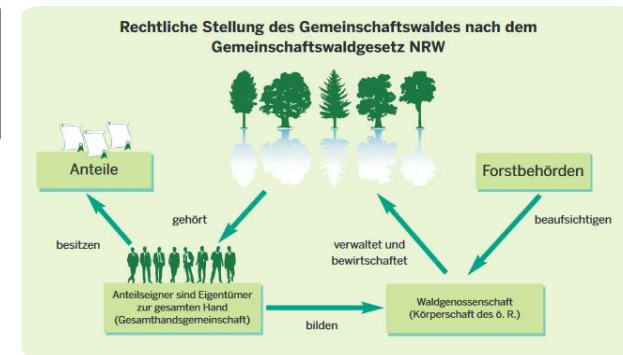 Rechtliche Stellung des Gemeinschaftswaldes nach dem
Gemeinschaftswaldgesetz NRW
Anteile
Forstbehörden
gehört
beaufsichtigen
besitzen
verwaltet und
bewirtschaftet
Anteilseigner sind Eigentümer
zur gesamten Hand
(Gesamthandsgemeinschaft)
bilden
Waldgenossenschaft
(Körperschaft des ö. R.)